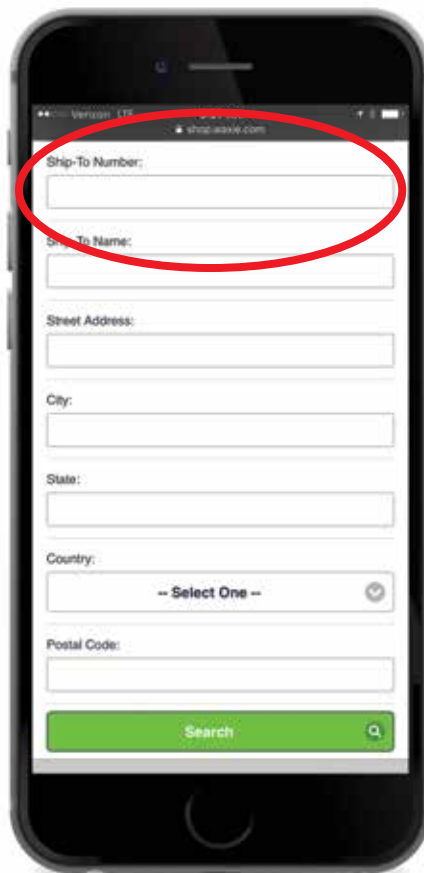 Verizon LTE
shop.waxie.com
Ship-To Number:
Ship-To Name:
Street Address:
City:
State:
Country:
-- Select One --
Postal Code:
Search